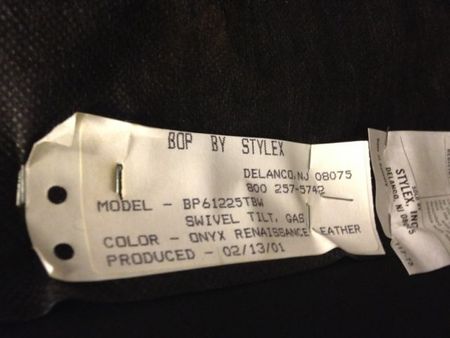 BOP BY STYLEX
DELANCO, NJ 08075
800 257-5742
MODEL - BP61225TBW
SWIVEL TILT, GAS
COLOR - ONYX RENAISSANCE LEATHER
PRODUCED - 02/13/01
STYLEX, INC
DELANCO, NJ